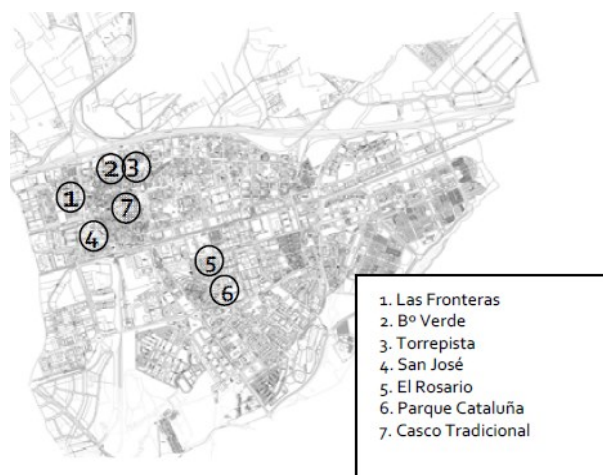 2
3
1
7
4
5
6
1. Las Fronteras
2. Bº Verde
3. Torrepista
4. San José
5. El Rosario
6. Parque Cataluña
7. Casco Tradicional